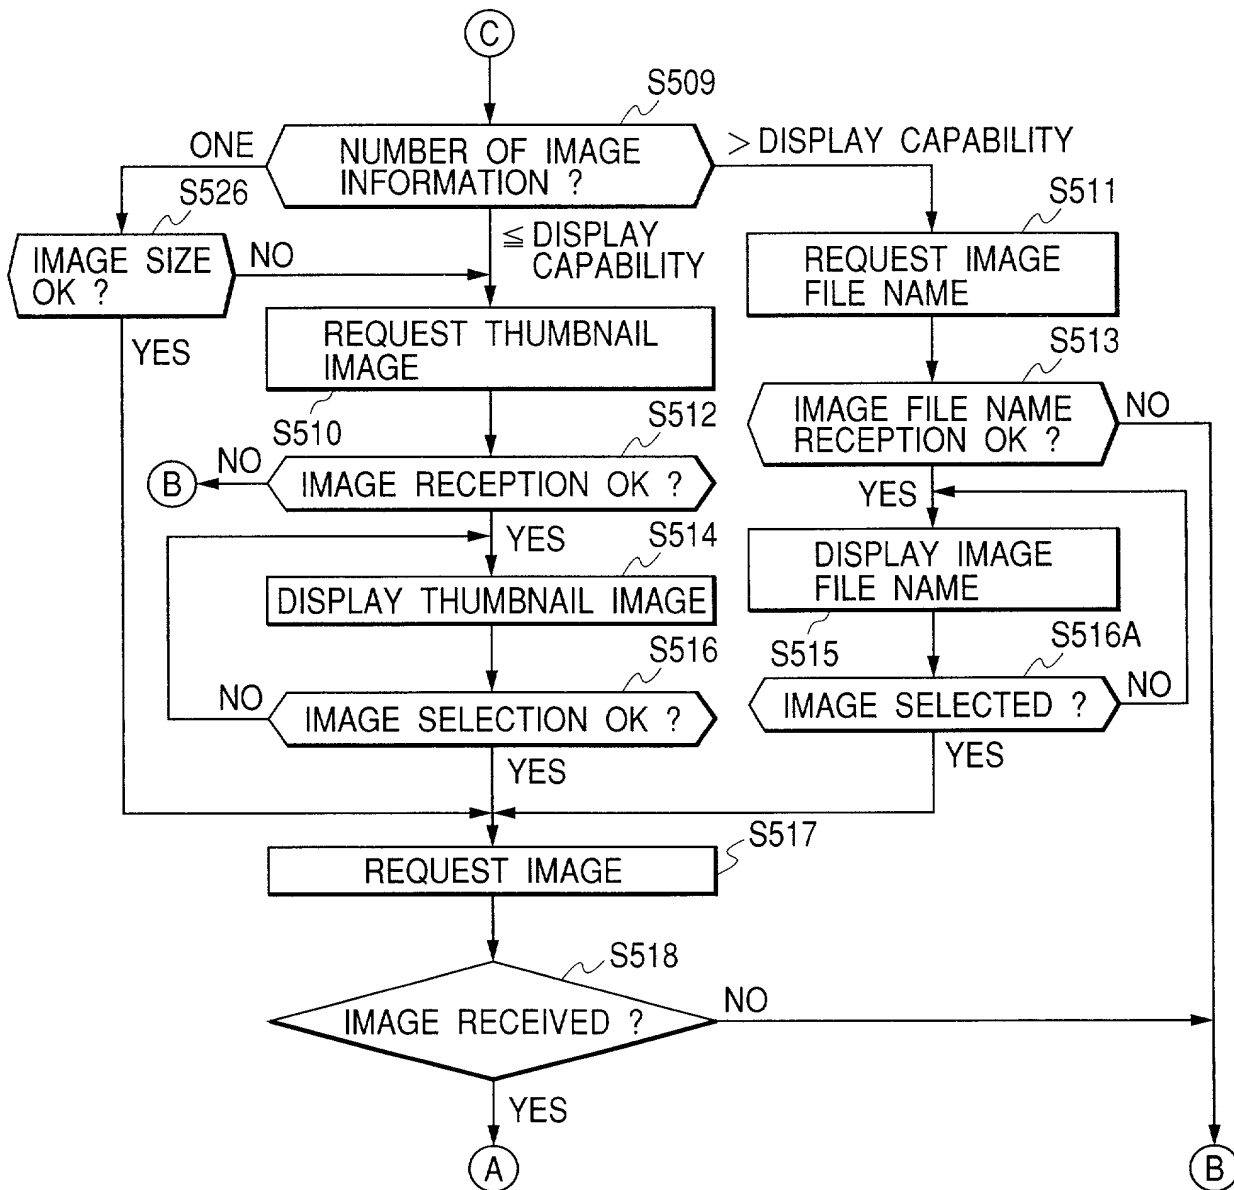 C
S509
ONE
NUMBER OF IMAGE
INFORMATION ?
> DISPLAY CAPABILITY
S526
S511
IMAGE SIZE
OK ?
NO
≦ DISPLAY
CAPABILITY
REQUEST IMAGE
FILE NAME
YES
REQUEST THUMBNAIL
IMAGE
S513
S510
S512
IMAGE FILE NAME
RECEPTION OK ?
NO
B
NO
IMAGE RECEPTION OK ?
YES
YES
S514
DISPLAY IMAGE
FILE NAME
DISPLAY THUMBNAIL IMAGE
S516
S515
S516A
NO
IMAGE SELECTION OK ?
IMAGE SELECTED ?
NO
YES
YES
S517
REQUEST IMAGE
S518
IMAGE RECEIVED ?
NO
YES
A
B